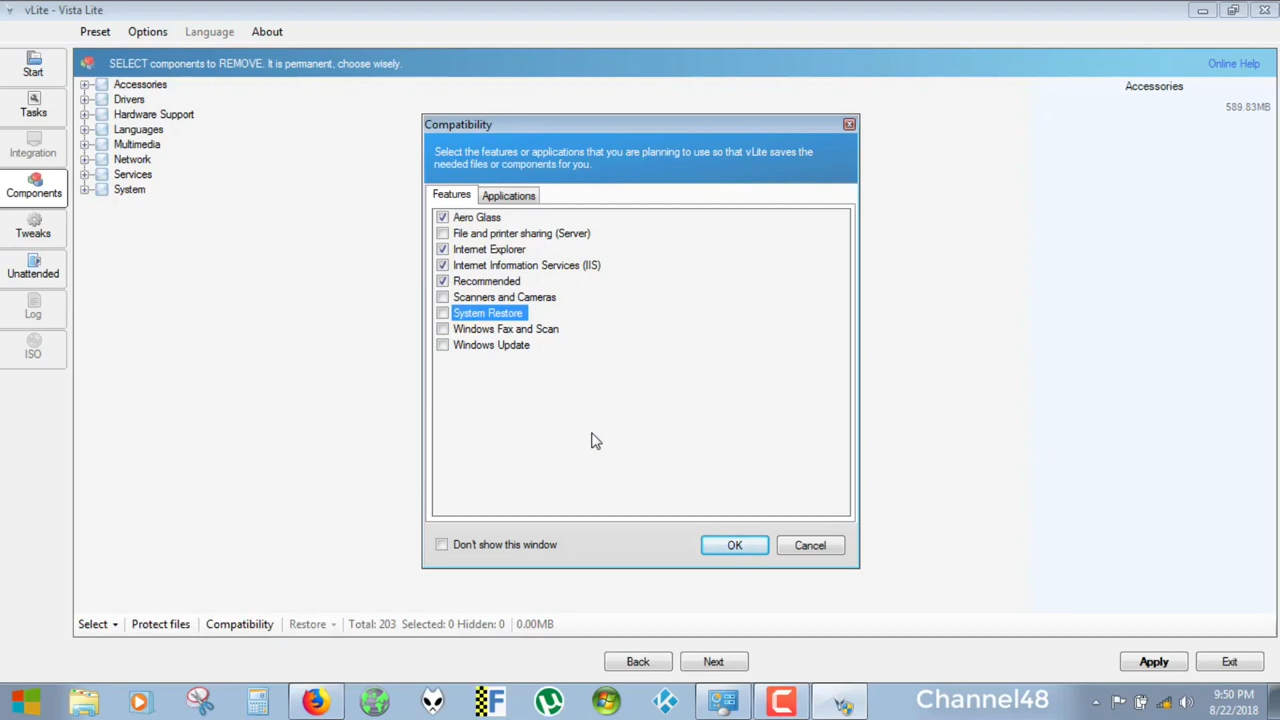 vLite - Vista Lite
Preset Options Language About
Start
Tasks
Integration
Components
Tweaks
Unattended
Log
ISO
SELECT components to REMOVE. It is permanent, choose wisely.
Online Help
Accessories
Drivers
Hardware Support
Languages
Multimedia
Network
Services
System
Accessories
589.83MB
Compatibility
Select the features or applications that you are planning to use so that vLite saves the
needed files or components for you.
Features Applications
Aero Glass
File and printer sharing (Server)
Internet Explorer
Internet Information Services (IIS)
Recommended
Scanners and Cameras
System Restore
Windows Fax and Scan
Windows Update
Don't show this window
OK Cancel
Select Protect files Compatibility Restore Total: 203 Selected: 0 Hidden: 0 0.00MB
Back Next Apply Exit
F
Channel48
9:50 PM
8/22/2018